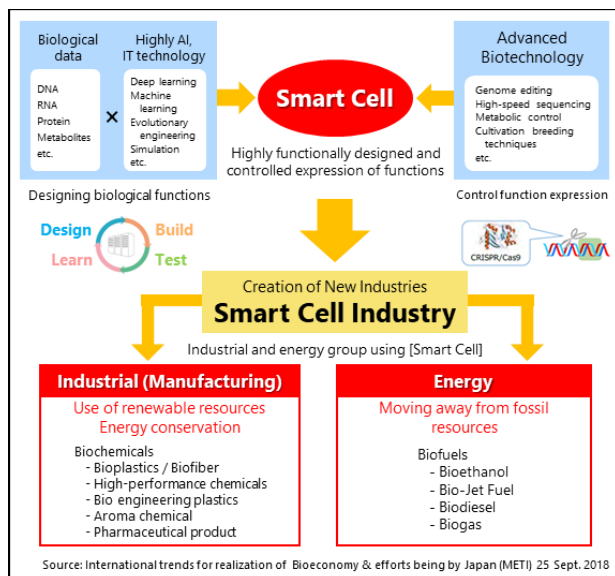 Biological
data
DNA
RNA
Protein
Metabolites
etc.
×
Highly AI,
IT technology
Deep learning
Machine
learning
Evolutionary
engineering
Simulation
etc.
Smart Cell
Highly functionally designed and
controlled expression of functions
Advanced
Biotechnology
Genome editing
High-speed sequencing
Metabolic control
Cultivation breeding
techniques
etc.
Designing biological functions
Control function expression
Design
Build
Learn
Test
CRISPR/Cas9
Creation of New Industries
Smart Cell Industry
Industrial and energy group using [Smart Cell]
Industrial (Manufacturing)
Use of renewable resources
Energy conservation
Biochemicals
- Bioplastics / Biofiber
- High-performance chemicals
- Bio engineering plastics
- Aroma chemical
- Pharmaceutical product
Energy
Moving away from fossil
resources
Biofuels
- Bioethanol
- Bio-Jet Fuel
- Biodiesel
- Biogas
Source: International trends for realization of Bioeconomy & efforts being by Japan (METI) 25 Sept. 2018